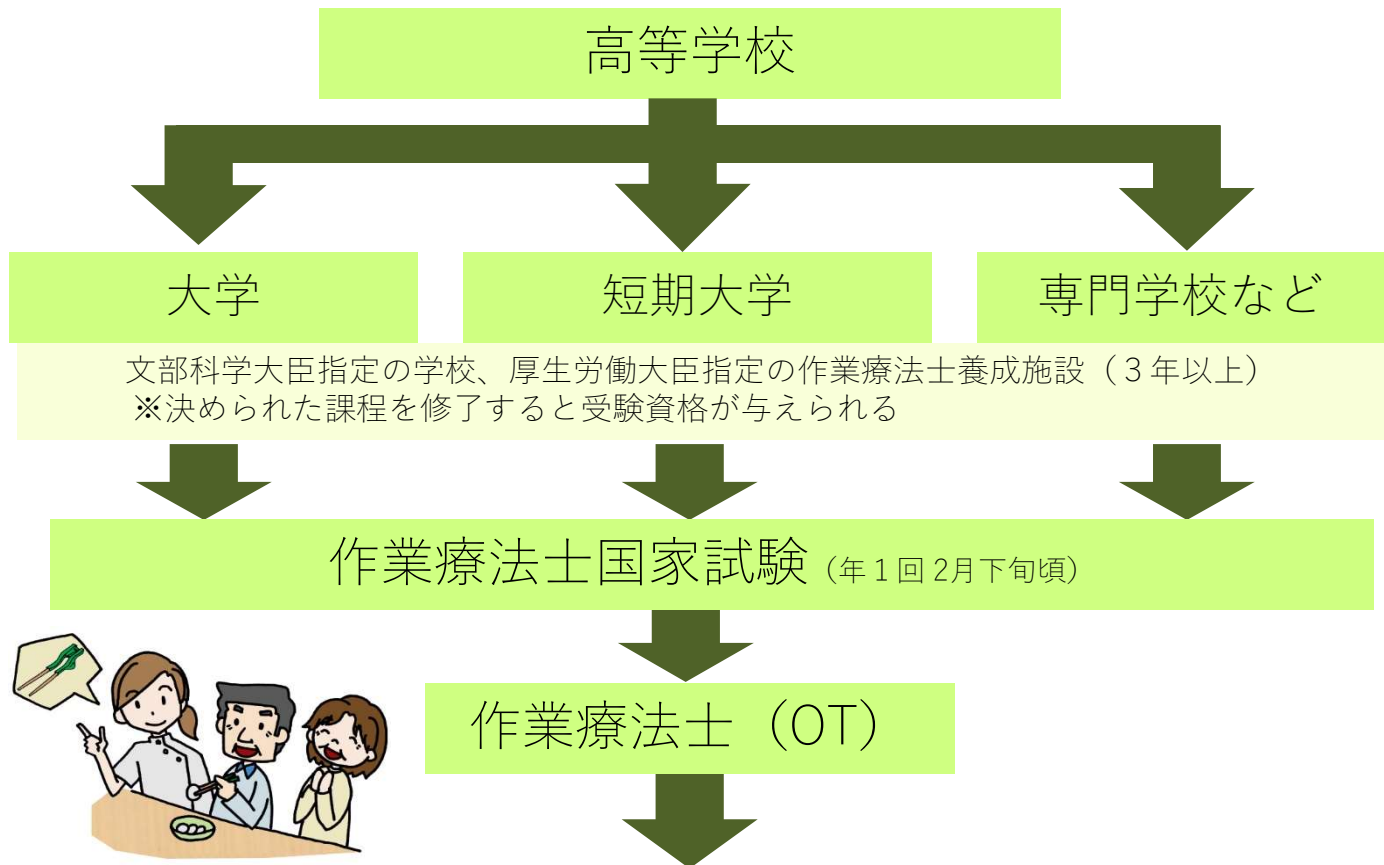 高等学校
大学
短期大学
専門学校など
文部科学大臣指定の学校、厚生労働大臣指定の作業療法士養成施設（３年以上）
※決められた課程を修了すると受験資格が与えられる
作業療法士国家試験（年１回 2月下旬頃）
作業療法士（OT）